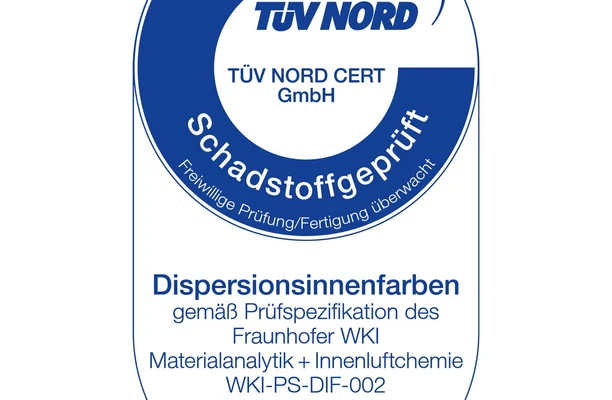 TÜV NORD
TÜV NORD CERT
GmbH
Schadstoffgeprüft
Freiwillige Prüfung/Fertigung überwacht
Dispersionsinnenfarben
gemäß Prüfspezifikation des
Fraunhofer WKI
Materialanalytik + Innenluftchemie
WKI-PS-DIF-002